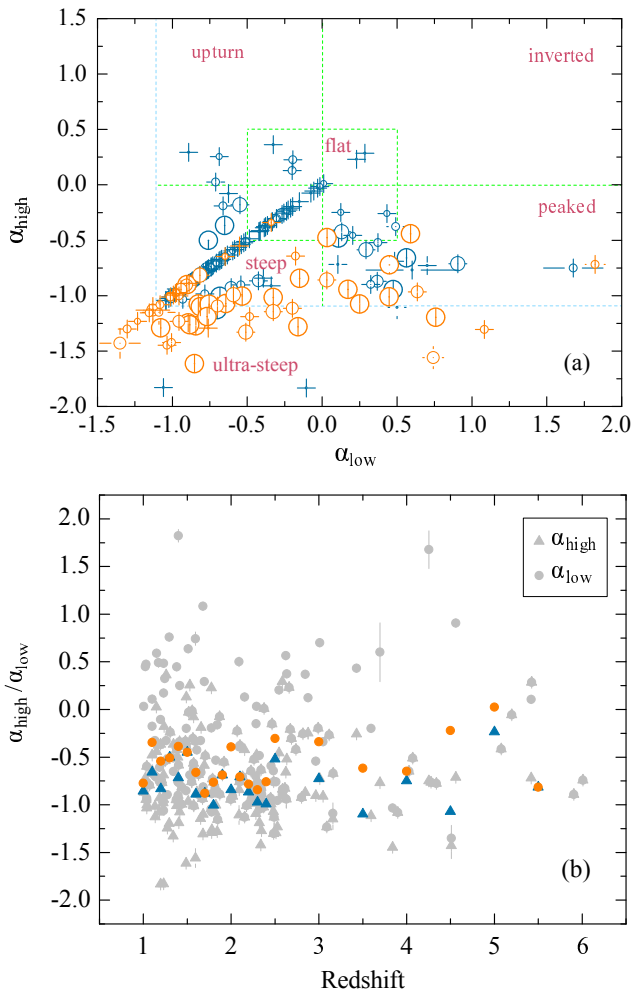 1.5
1.0
0.5
0.0
-0.5
-1.0
-1.5
-2.0
α_high
upturn
inverted
flat
peaked
steep
ultra-steep
(a)
-1.5 -1.0 -0.5 0.0 0.5 1.0 1.5 2.0
α_low
2.0
1.5
1.0
0.5
0.0
-0.5
-1.0
-1.5
-2.0
α_high/α_low
α_high
α_low
(b)
1 2 3 4 5 6
Redshift